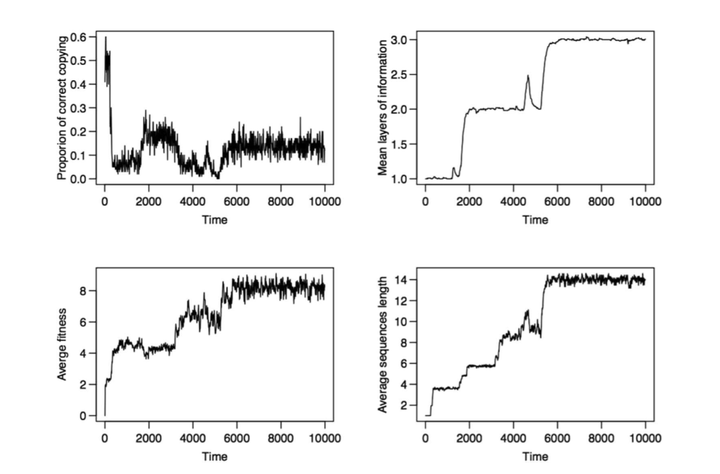 Proporion of correct copying
0.6
0.5
0.4
0.3
0.2
0.1
0.0
0 2000 4000 6000 8000 10000
Time
Mean layers of information
3.0
2.5
2.0
1.5
1.0
0 2000 4000 6000 8000 10000
Time
Averge fitness
8
6
4
2
0
0 2000 4000 6000 8000 10000
Time
Average sequences length
14
12
10
8
6
4
2
0 2000 4000 6000 8000 10000
Time